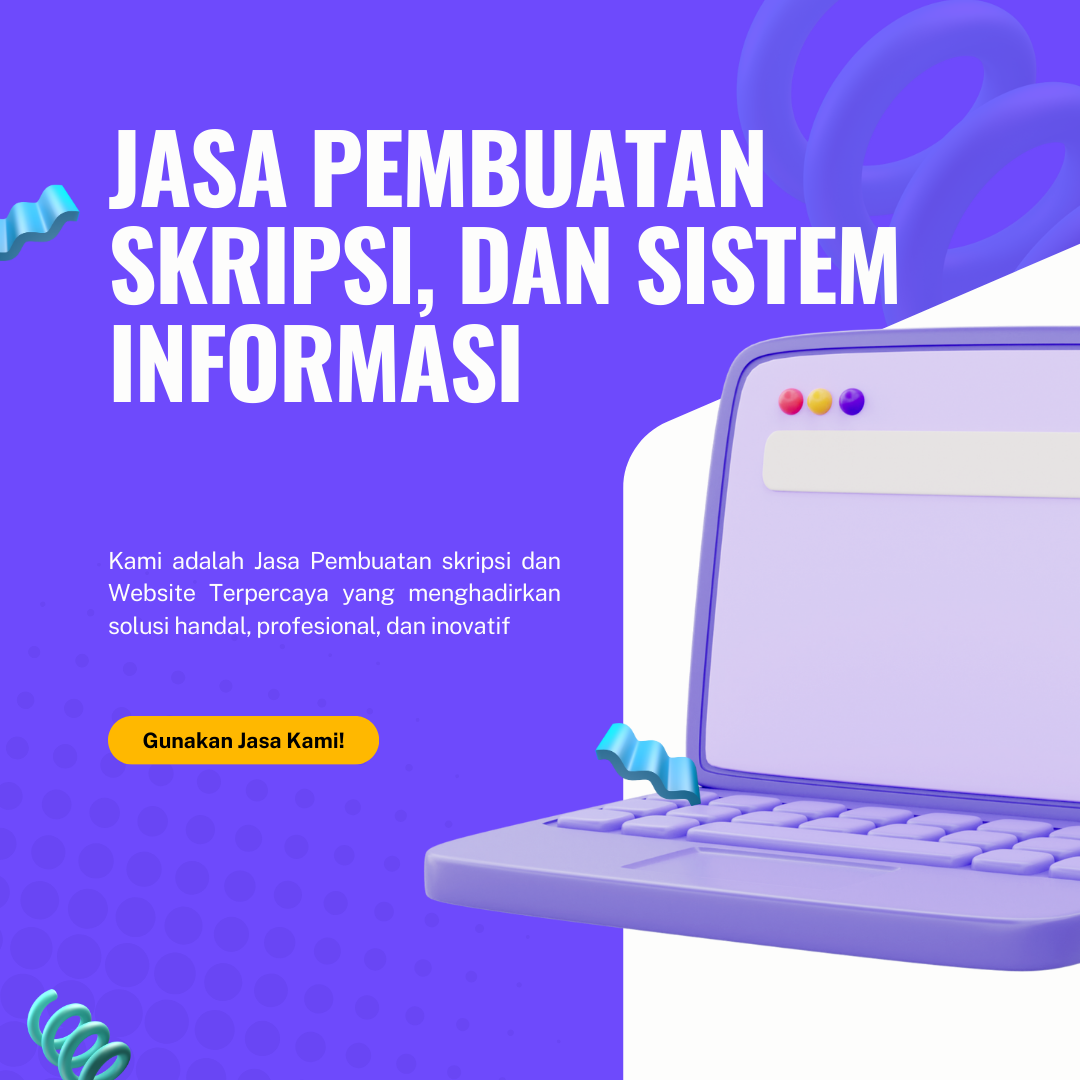 JASA PEMBUATAN
SKRIPSI, DAN SISTEM
INFORMASI
Kami adalah Jasa Pembuatan skripsi dan
Website Terpercaya yang menghadirkan
solusi handal, profesional, dan inovatif
Gunakan Jasa Kami!